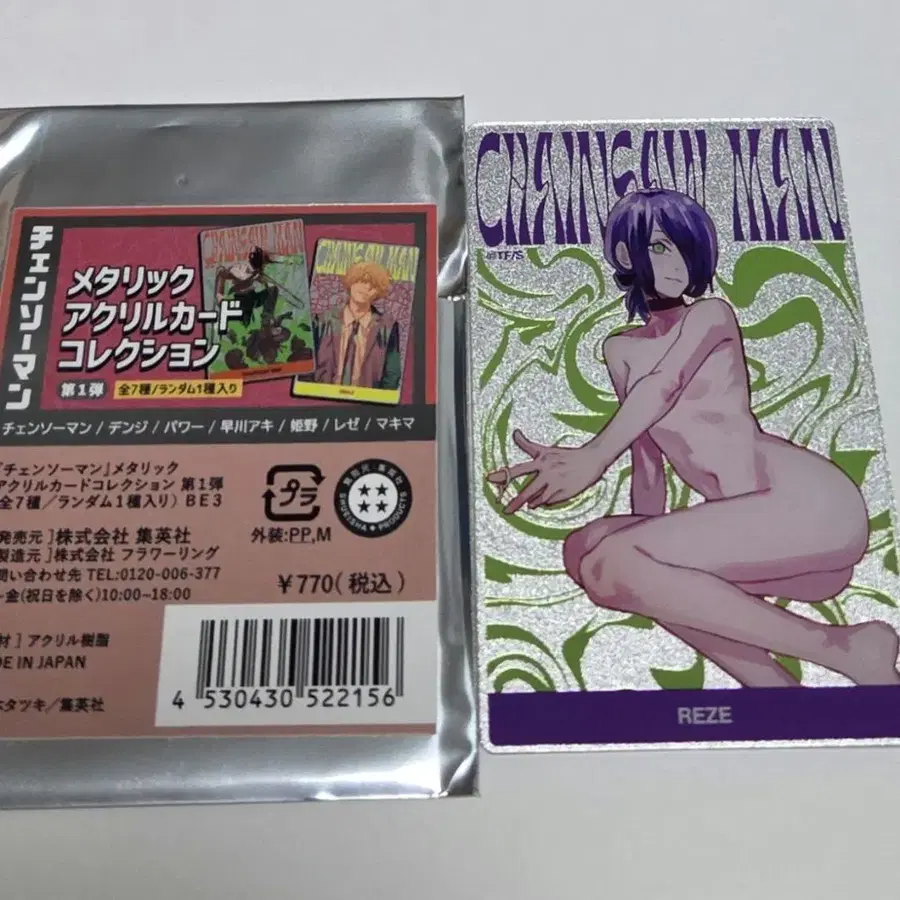 チェンソーマン
CHAINSAW MAN
CHAINSAW MAN
メタリック
アクリルカード
コレクション
第1弾 全7種/ランダム1種入り
チェンソーマン / デンジ / パワー / 早川アキ / 姫野 / レゼ / マキマ
『チェンソーマン』メタリック
アクリルカードコレクション 第1弾
全7種/ランダム1種入り) BE3
発売元 ]株式会社 集英社
製造元 ]株式会社 フラワーリング
問い合わせ先 TEL:0120-006-377
金(祝日を除く)10:00~18:00
材 ] アクリル樹脂
DE IN JAPAN
タツキ/集英社
プラ
外装:PP,M
SHUEISHA PRODUCTS
¥770(税込)
4 530430 522156
CHAINSAW MAN
©TF/S
REZE